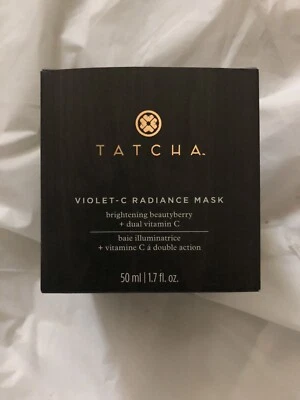 TATCHA.
VIOLET-C RADIANCE MASK
brightening beautyberry
+ dual vitamin C
baie illuminatrice
+ vitamine C á double action
50 ml | 1.7 fl. oz.